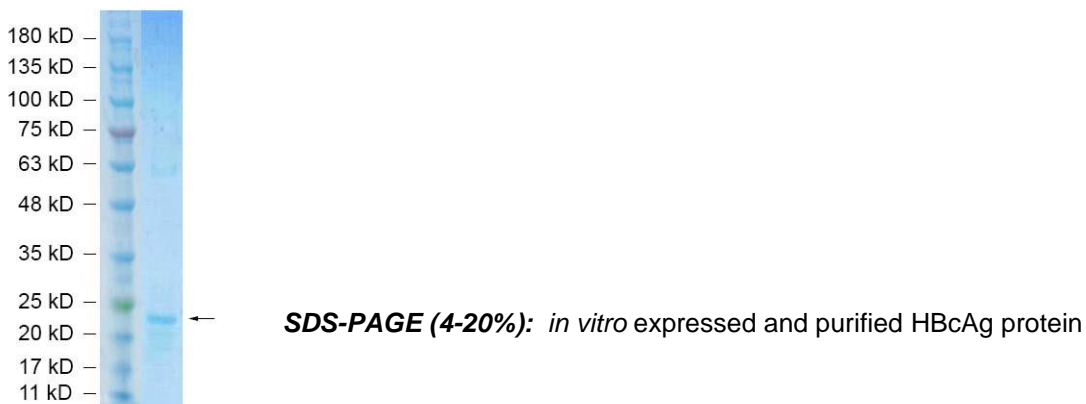 180 kD
135 kD
100 kD
75 kD
63 kD
48 kD
35 kD
25 kD
SDS-PAGE (4-20%): in vitro expressed and purified HBcAg protein
20 kD
17 kD
11 kD